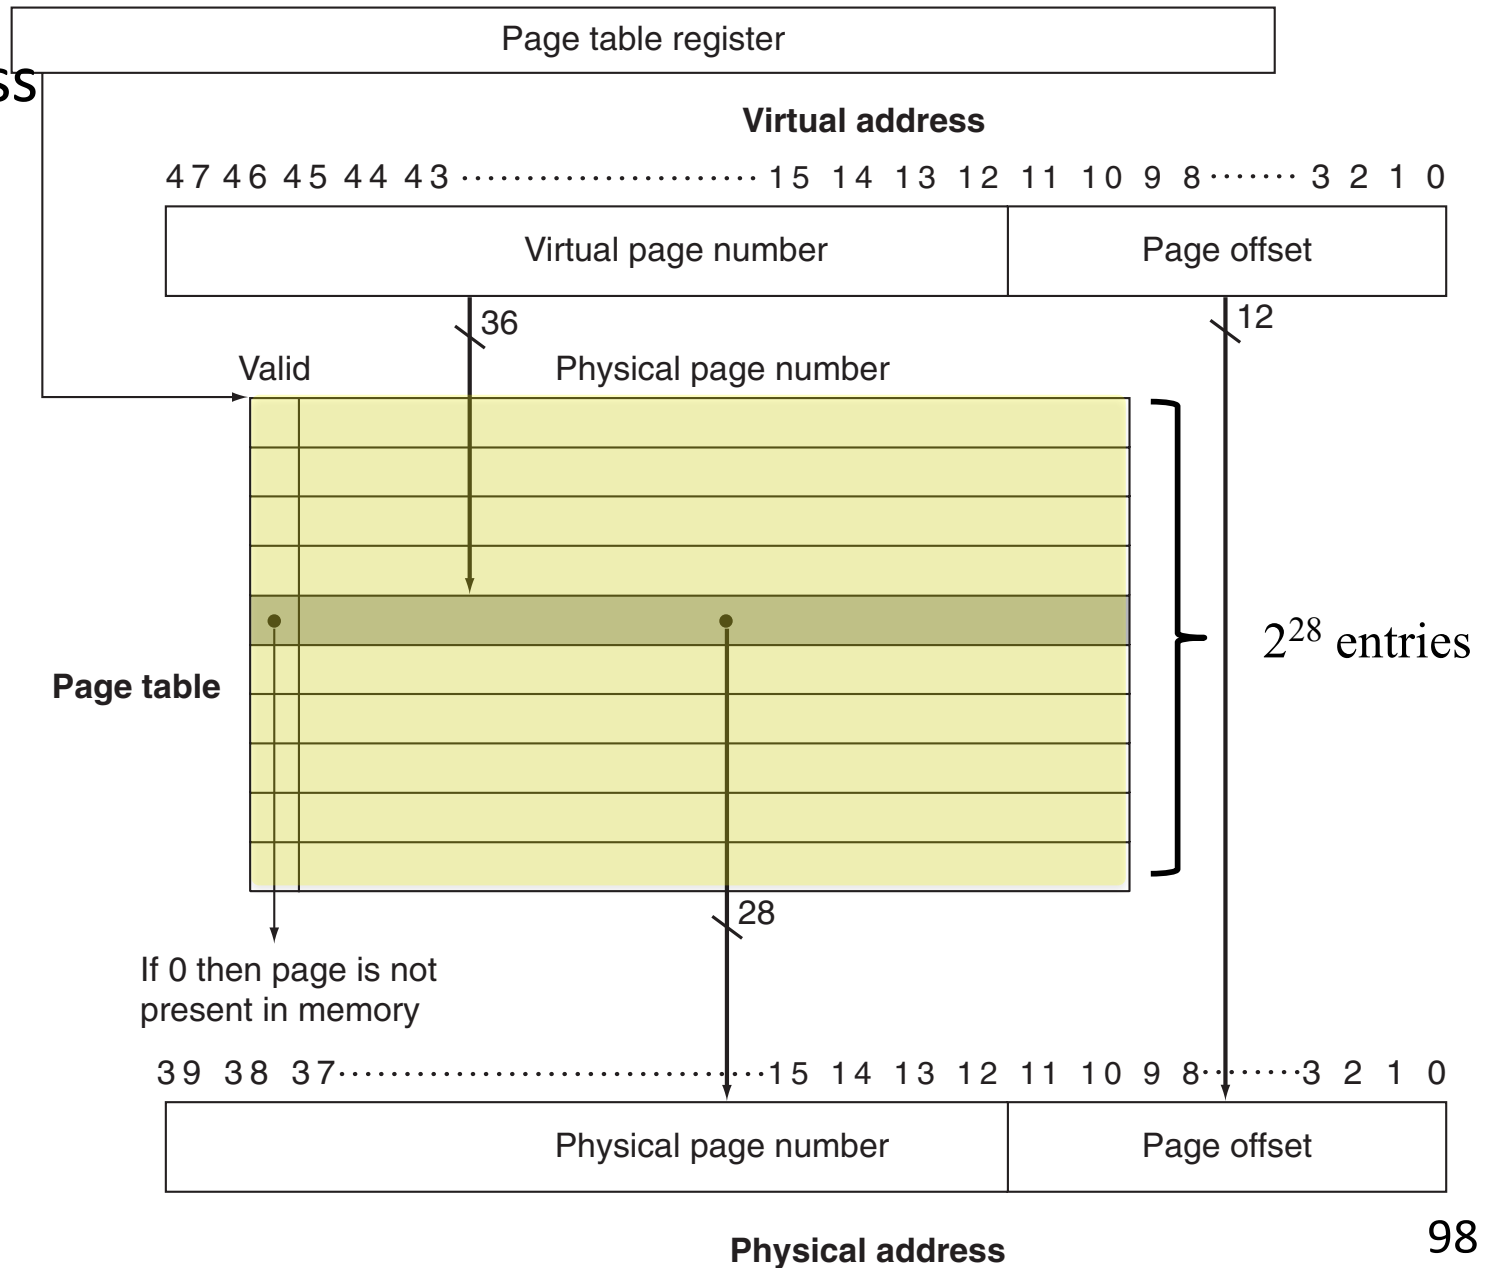 Page table register
ss
Virtual address
47 46 45 44 43 ..................... 15 14 13 12 11 10 9 8 ....... 3 2 1 0
Virtual page number Page offset
36 12
Valid Physical page number
2²⁸ entries
Page table
28
If 0 then page is not
present in memory
39 38 37 ................................ 15 14 13 12 11 10 9 8 ........ 3 2 1 0
Physical page number Page offset
Physical address
98